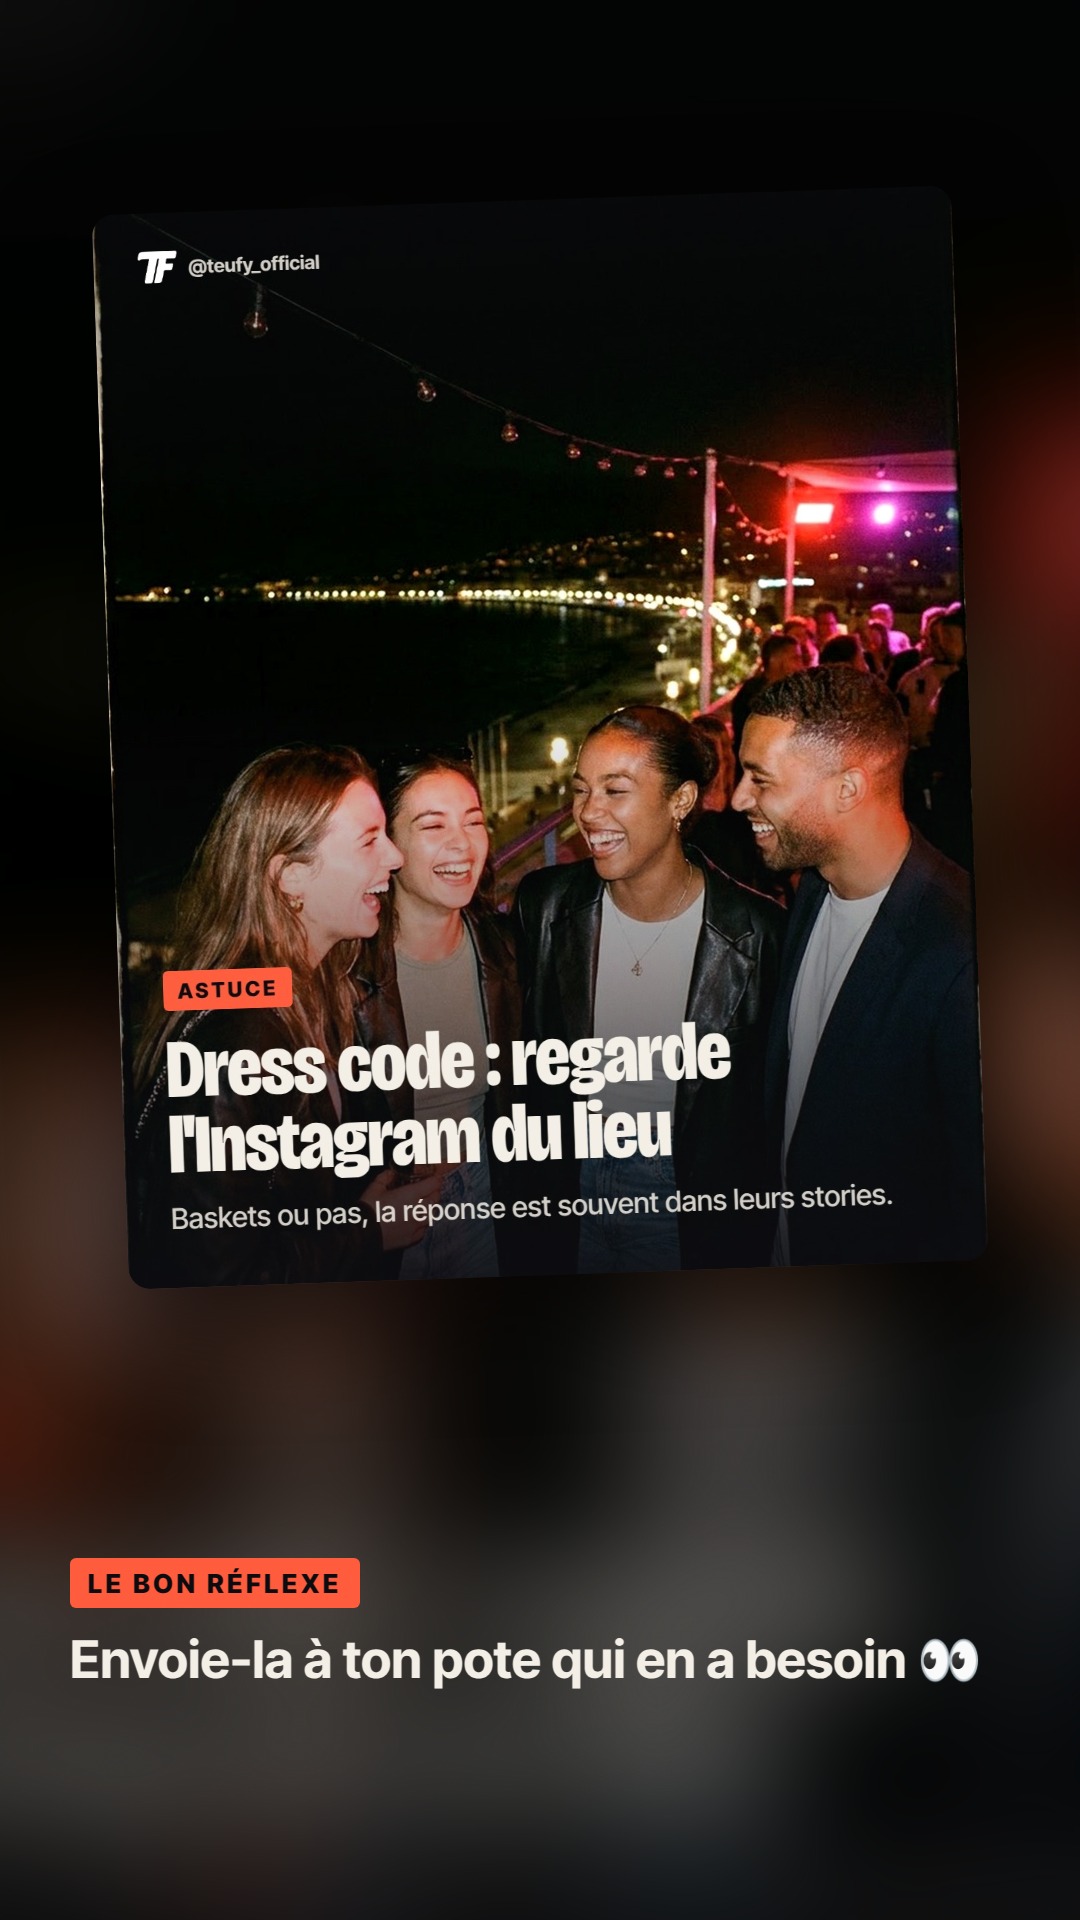 TF @teufy_official
ASTUCE
Dress code : regarde
l'Instagram du lieu
Baskets ou pas, la réponse est souvent dans leurs stories.
LE BON RÉFLEXE
Envoie-la à ton pote qui en a besoin 👀